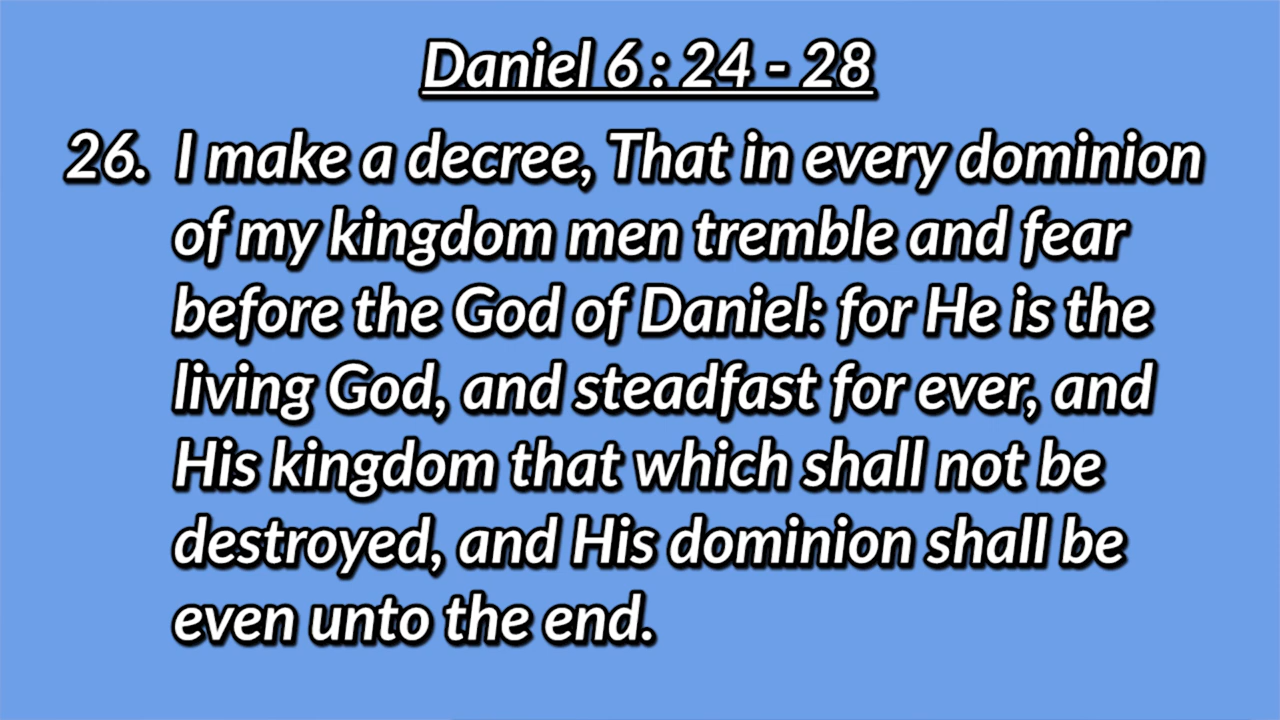 Daniel 6 : 24 - 28
26. I make a decree, That in every dominion
of my kingdom men tremble and fear
before the God of Daniel: for He is the
living God, and steadfast for ever, and
His kingdom that which shall not be
destroyed, and His dominion shall be
even unto the end.